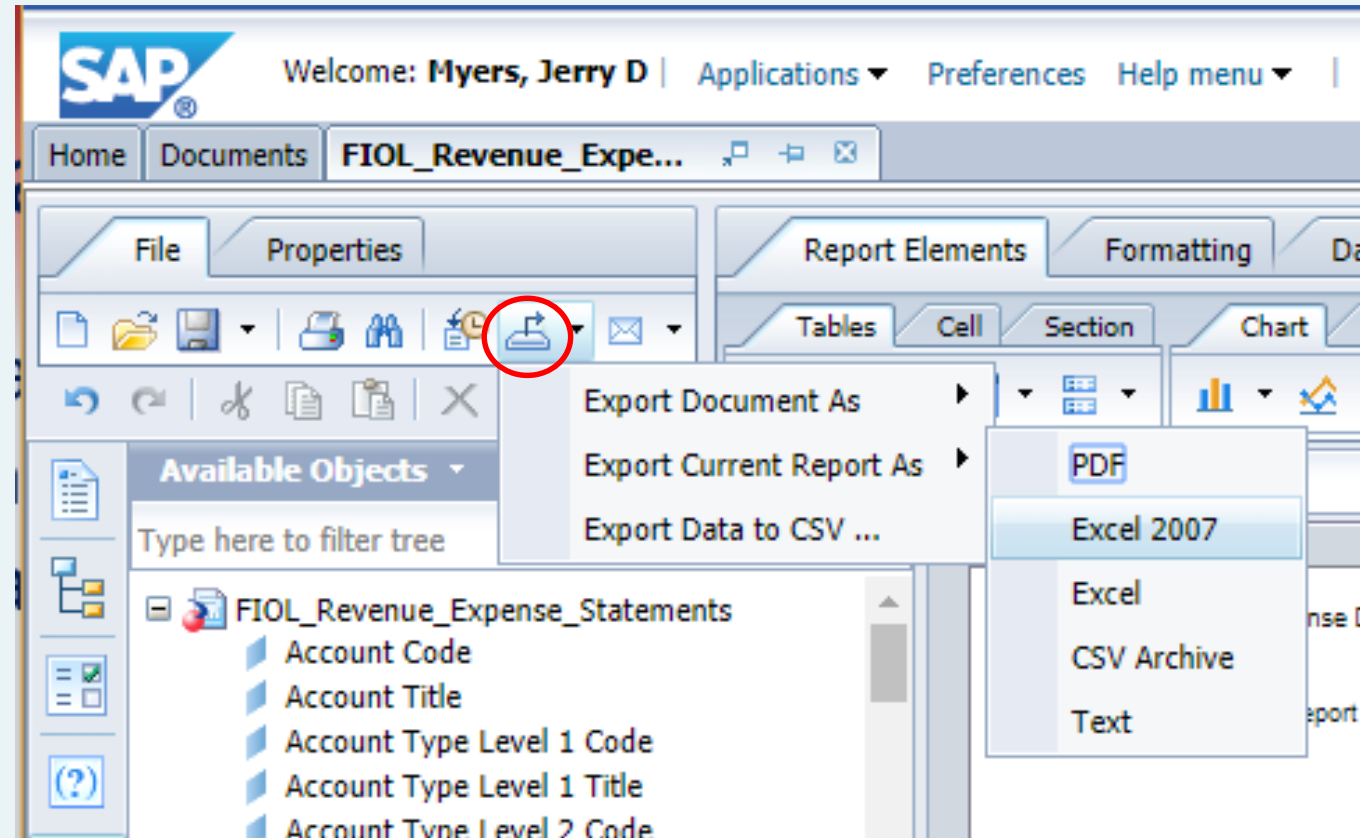 SAP ®
Welcome: Myers, Jerry D | Applications Preferences Help menu |
Home Documents FIOL_Revenue_Expe...
File Properties
Report Elements Formatting
Tables Cell Section Chart
Export Document As
Export Current Report As
Export Data to CSV ...
PDF
Excel 2007
Excel
CSV Archive
Text
Available Objects
Type here to filter tree
FIOL_Revenue_Expense_Statements
Account Code
Account Title
Account Type Level 1 Code
Account Type Level 1 Title
Account Type Level 2 Code
(?)